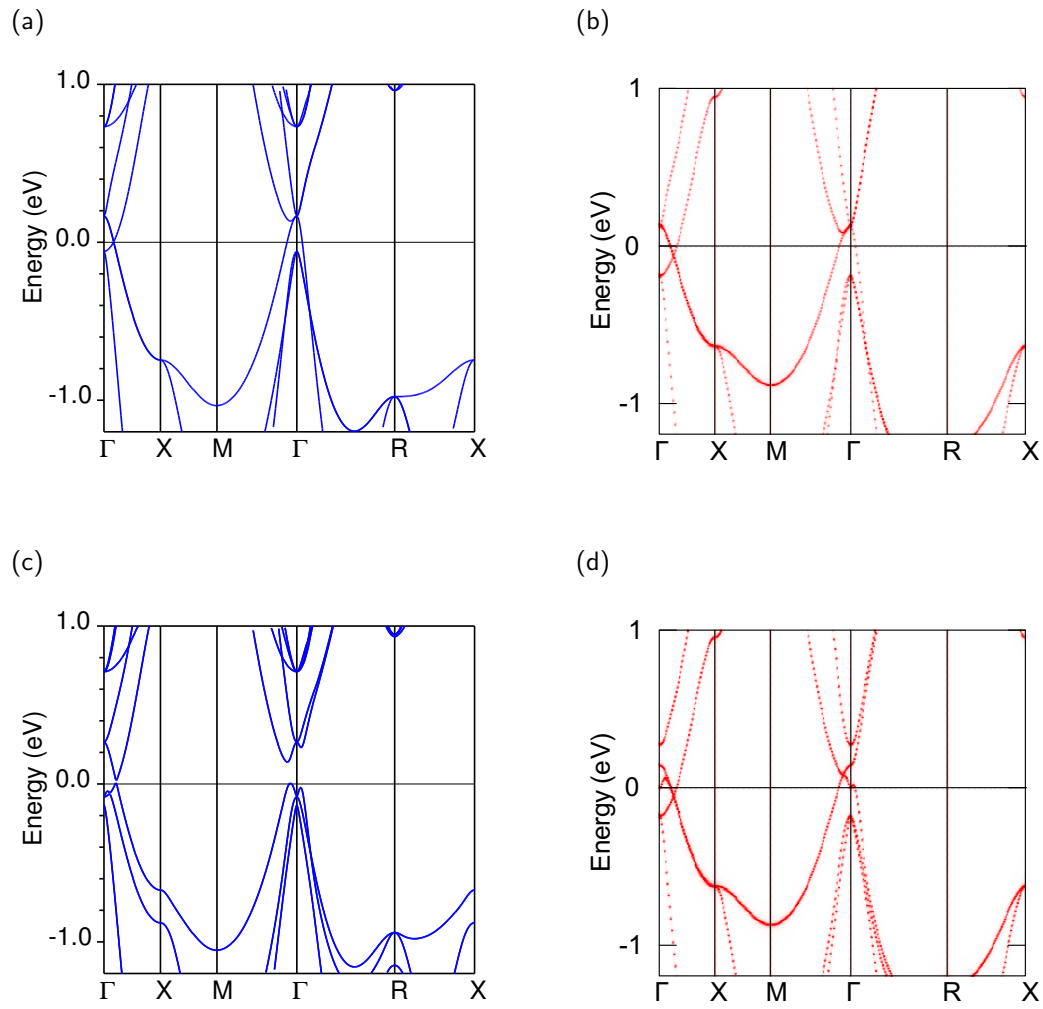 (a)
(b)
1.0
0.0
-1.0
Energy (eV)
Γ X M Γ R X
1
0
-1
Energy (eV)
Γ X M Γ R X
(c)
(d)
1.0
0.0
-1.0
Energy (eV)
Γ X M Γ R X
1
0
-1
Energy (eV)
Γ X M Γ R X